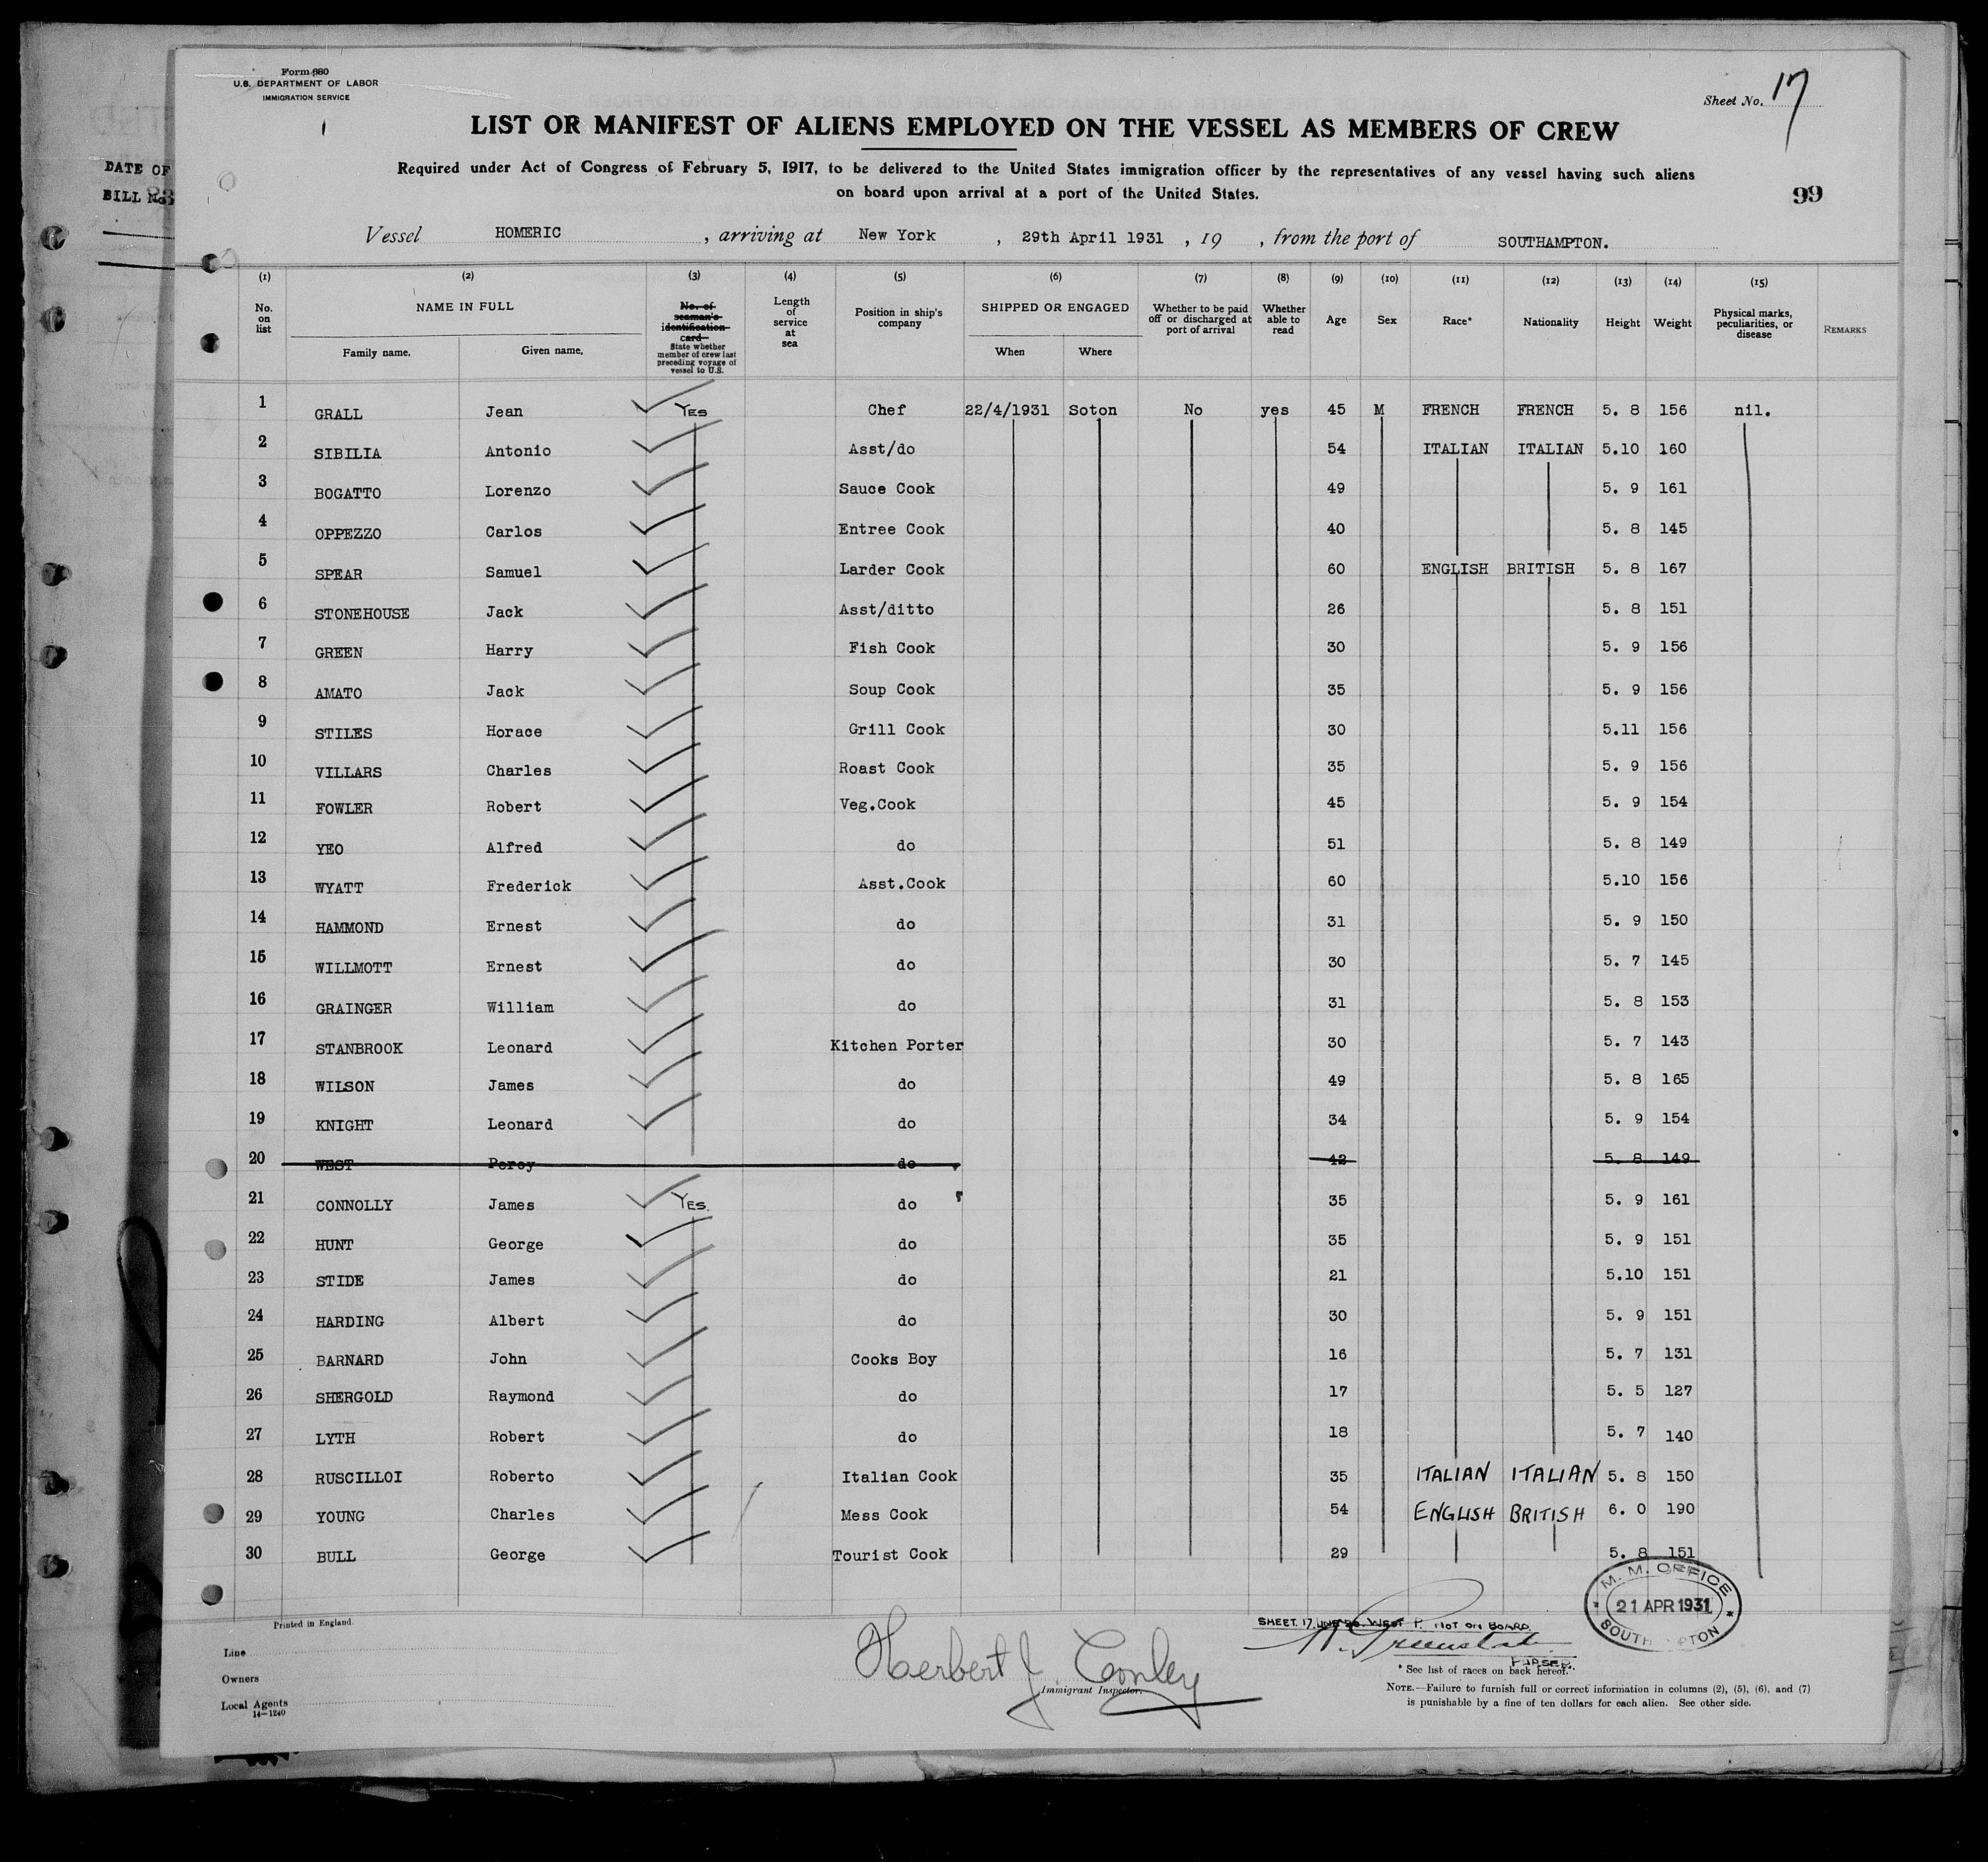 Form 680
U.S. DEPARTMENT OF LABOR
IMMIGRATION SERVICE
Sheet No. 17
LIST OR MANIFEST OF ALIENS EMPLOYED ON THE VESSEL AS MEMBERS OF CREW
Required under Act of Congress of February 5, 1917, to be delivered to the United States immigration officer by the representatives of any vessel having such aliens
on board upon arrival at a port of the United States.
99
DATE OF
BILL No.
Vessel HOMERIC , arriving at New York , 29th April 1931 , 19 , from the port of SOUTHAMPTON.
(1) (2) (3) (4) (5) (6) (7) (8) (9) (10) (11) (12) (13) (14) (15)
No. on list NAME IN FULL Family name. Given name. No. of seaman's identification card State whether member of crew last preceding voyage of vessel to U.S. Length of service at sea Position in ship's company SHIPPED OR ENGAGED When Where Whether to be paid off or discharged at port of arrival Whether able to read Age Sex Race* Nationality Height Weight Physical marks, peculiarities, or disease REMARKS
1 GRALL Jean YES Chef 22/4/1931 Soton No yes 45 M FRENCH FRENCH 5. 8 156 nil.
2 SIBILIA Antonio Asst/do 54 ITALIAN ITALIAN 5.10 160
3 BOGATTO Lorenzo Sauce Cook 49 5. 9 161
4 OPPEZZO Carlos Entree Cook 40 5. 8 145
5 SPEAR Samuel Larder Cook 60 ENGLISH BRITISH 5. 8 167
6 STONEHOUSE Jack Asst/ditto 26 5. 8 151
7 GREEN Harry Fish Cook 30 5. 9 156
8 AMATO Jack Soup Cook 35 5. 9 156
9 STILES Horace Grill Cook 30 5.11 156
10 VILLARS Charles Roast Cook 35 5. 9 156
11 FOWLER Robert Veg.Cook 45 5. 9 154
12 YEO Alfred do 51 5. 8 149
13 WYATT Frederick Asst.Cook 60 5.10 156
14 HAMMOND Ernest do 31 5. 9 150
15 WILLMOTT Ernest do 30 5. 7 145
16 GRAINGER William do 31 5. 8 153
17 STANBROOK Leonard Kitchen Porter 30 5. 7 143
18 WILSON James do 49 5. 8 165
19 KNIGHT Leonard do 34 5. 9 154
20 WEST Percy do 42 5. 8 149
21 CONNOLLY James YES. do 35 5. 9 161
22 HUNT George do 35 5. 9 151
23 STIDE James do 21 5.10 151
24 HARDING Albert do 30 5. 9 151
25 BARNARD John Cooks Boy 16 5. 7 131
26 SHERGOLD Raymond do 17 5. 5 127
27 LYTH Robert do 18 5. 7 140
28 RUSCILLOI Roberto Italian Cook 35 ITALIAN ITALIAN 5. 8 150
29 YOUNG Charles Mess Cook 54 ENGLISH BRITISH 6. 0 190
30 BULL George Tourist Cook 29 5. 8 151
M. M. OFFICE
21 APR 1931
Printed in England.
SHEET. 17. LINE 20. WEST P. NOT ON BOARD.
PURSER.
Line
Owners
Local Agents
14—1240
Herbert J. Conley
Immigrant Inspector.
* See list of races on back hereof.
NOTE.—Failure to furnish full or correct information in columns (2), (5), (6), and (7)
is punishable by a fine of ten dollars for each alien. See other side.